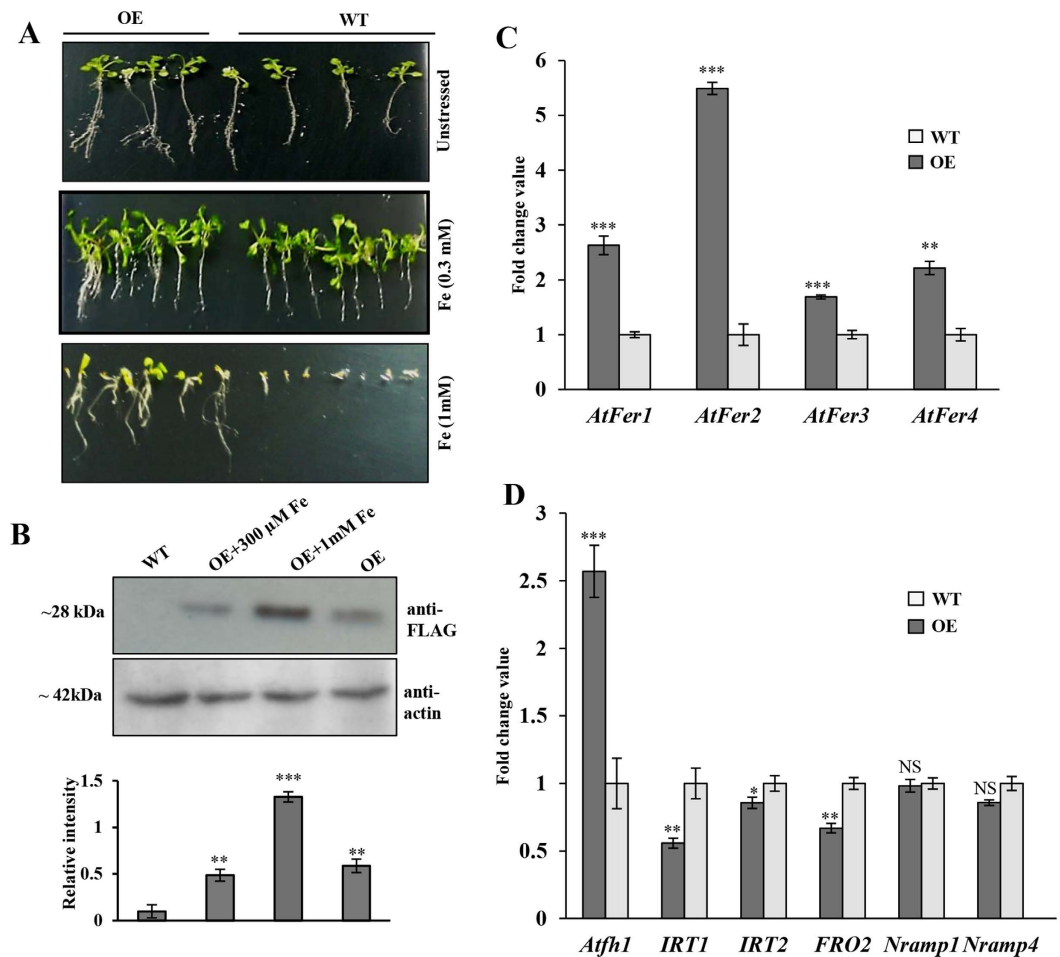 A
OE WT
Unstressed
Fe (0.3 mM)
Fe (1mM)
B
WT OE+300 µM Fe OE+1mM Fe OE
~28 kDa
anti-
FLAG
~ 42kDa
anti-
actin
Relative intensity
1.5
1
0.5
0
** *** **
C
Fold change value
6
5
4
3
2
1
0
*** *** *** **
WT
OE
AtFer1 AtFer2 AtFer3 AtFer4
D
Fold change value
3
2.5
2
1.5
1
0.5
0
*** ** * ** NS NS
WT
OE
Atfh1 IRT1 IRT2 FRO2 Nramp1 Nramp4